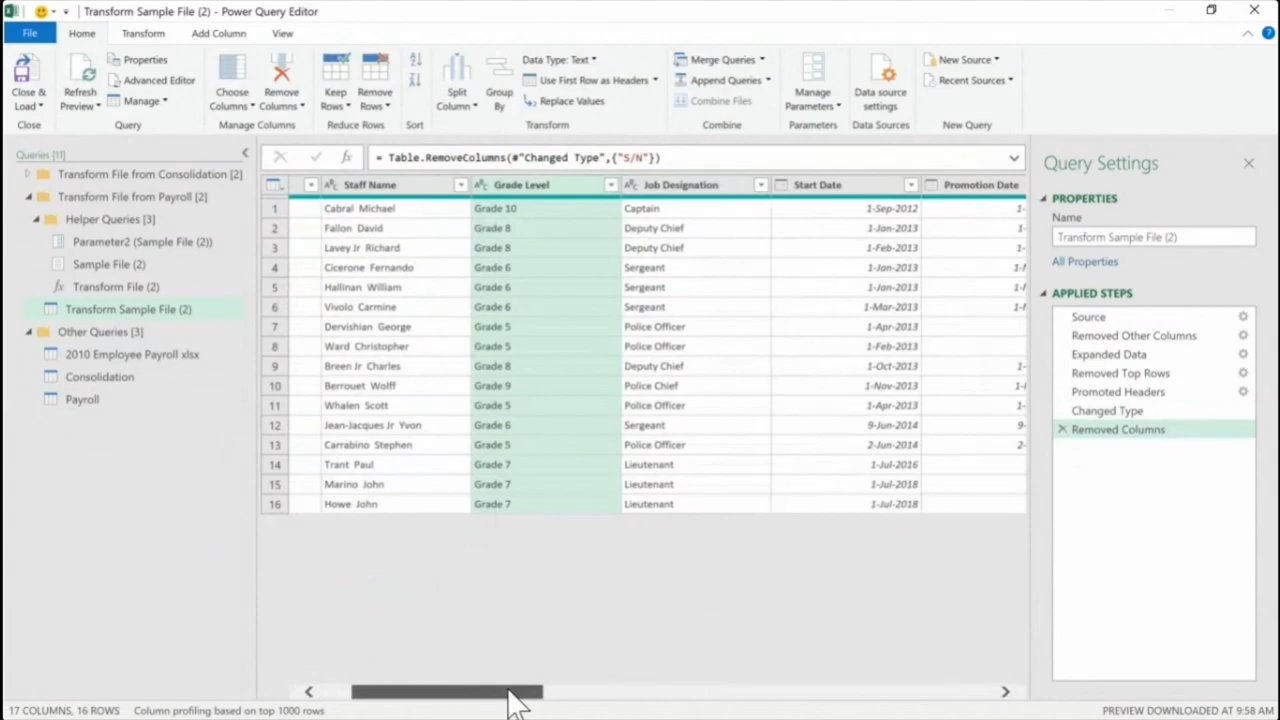 Transform Sample File (2) - Power Query Editor
File Home Transform Add Column View
Close & Load
Close
Refresh Preview
Properties
Advanced Editor
Manage
Query
Choose Columns
Remove Columns
Manage Columns
Keep Rows
Remove Rows
Reduce Rows
Sort
Split Column
Group By
Data Type: Text
Use First Row as Headers
Replace Values
Transform
Merge Queries
Append Queries
Combine Files
Combine
Manage Parameters
Parameters
Data source settings
Data Sources
New Source
Recent Sources
New Query
Queries [11]
Transform File from Consolidation [2]
Transform File from Payroll [2]
Helper Queries [3]
Parameter2 (Sample File (2))
Sample File (2)
fx Transform File (2)
Transform Sample File (2)
Other Queries [3]
2010 Employee Payroll xlsx
Consolidation
Payroll
fx = Table.RemoveColumns(#"Changed Type",{"S/N"})
Staff Name Grade Level Job Designation Start Date Promotion Date
1 Cabral Michael Grade 10 Captain 1-Sep-2012 1-
2 Fallon David Grade 8 Deputy Chief 1-Jan-2013 1-
3 Lavey Jr Richard Grade 8 Deputy Chief 1-Feb-2013 1-
4 Cicerone Fernando Grade 6 Sergeant 1-Jan-2013 1-
5 Hallinan William Grade 6 Sergeant 1-Jan-2013 1-
6 Vivolo Carmine Grade 6 Sergeant 1-Mar-2013 1-
7 Dervishian George Grade 5 Police Officer 1-Apr-2013
8 Ward Christopher Grade 5 Police Officer 1-Feb-2013
9 Breen Jr Charles Grade 8 Deputy Chief 1-Oct-2013 1-
10 Berrouet Wolff Grade 9 Police Chief 1-Nov-2013 1-
11 Whalen Scott Grade 5 Police Officer 1-Apr-2013 1-
12 Jean-Jacques Jr Yvon Grade 6 Sergeant 9-Jun-2014 9-
13 Carrabino Stephen Grade 5 Police Officer 2-Jun-2014 2-
14 Trant Paul Grade 7 Lieutenant 1-Jul-2016
15 Marino John Grade 7 Lieutenant 1-Jul-2018
16 Howe John Grade 7 Lieutenant 1-Jul-2018
Query Settings
PROPERTIES
Name
Transform Sample File (2)
All Properties
APPLIED STEPS
Source
Removed Other Columns
Expanded Data
Removed Top Rows
Promoted Headers
Changed Type
Removed Columns
17 COLUMNS, 16 ROWS Column profiling based on top 1000 rows PREVIEW DOWNLOADED AT 9:58 AM